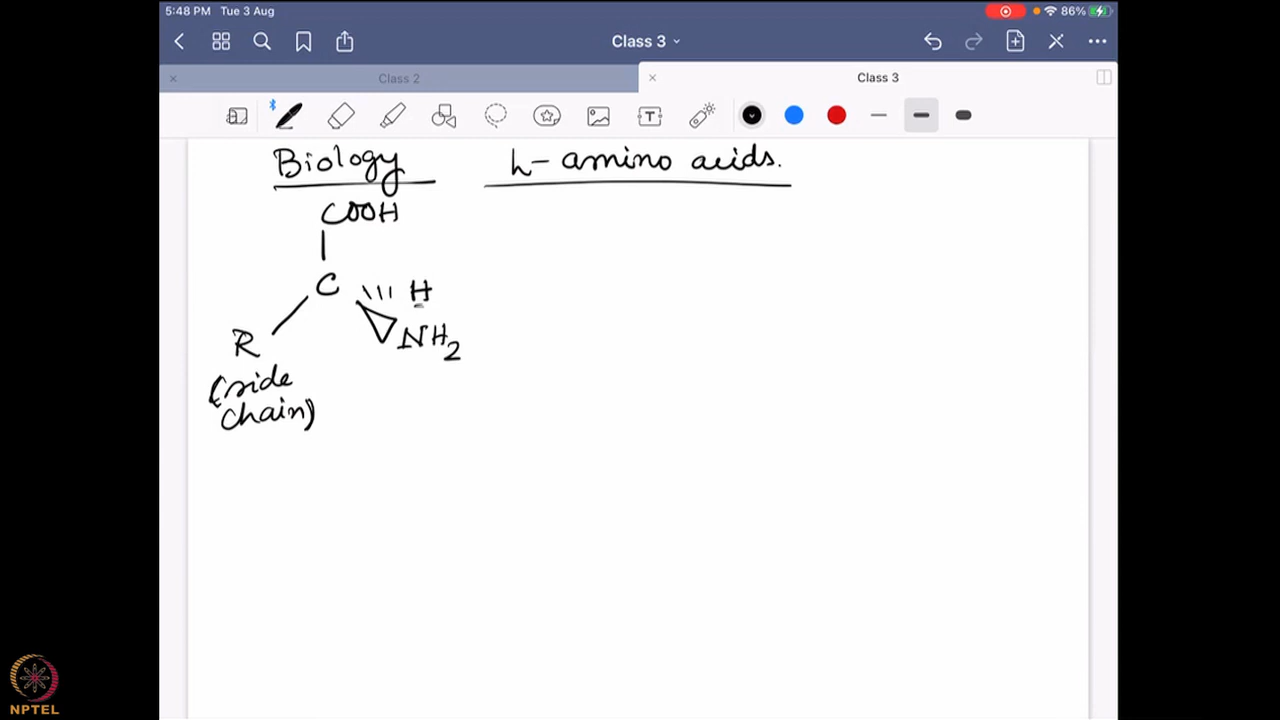 5:48 PM Tue 3 Aug 86%
Class 3
Class 2 Class 3
T
Biology L- amino acids.
COOH
C H
R NH2
(side
chain)
NPTEL